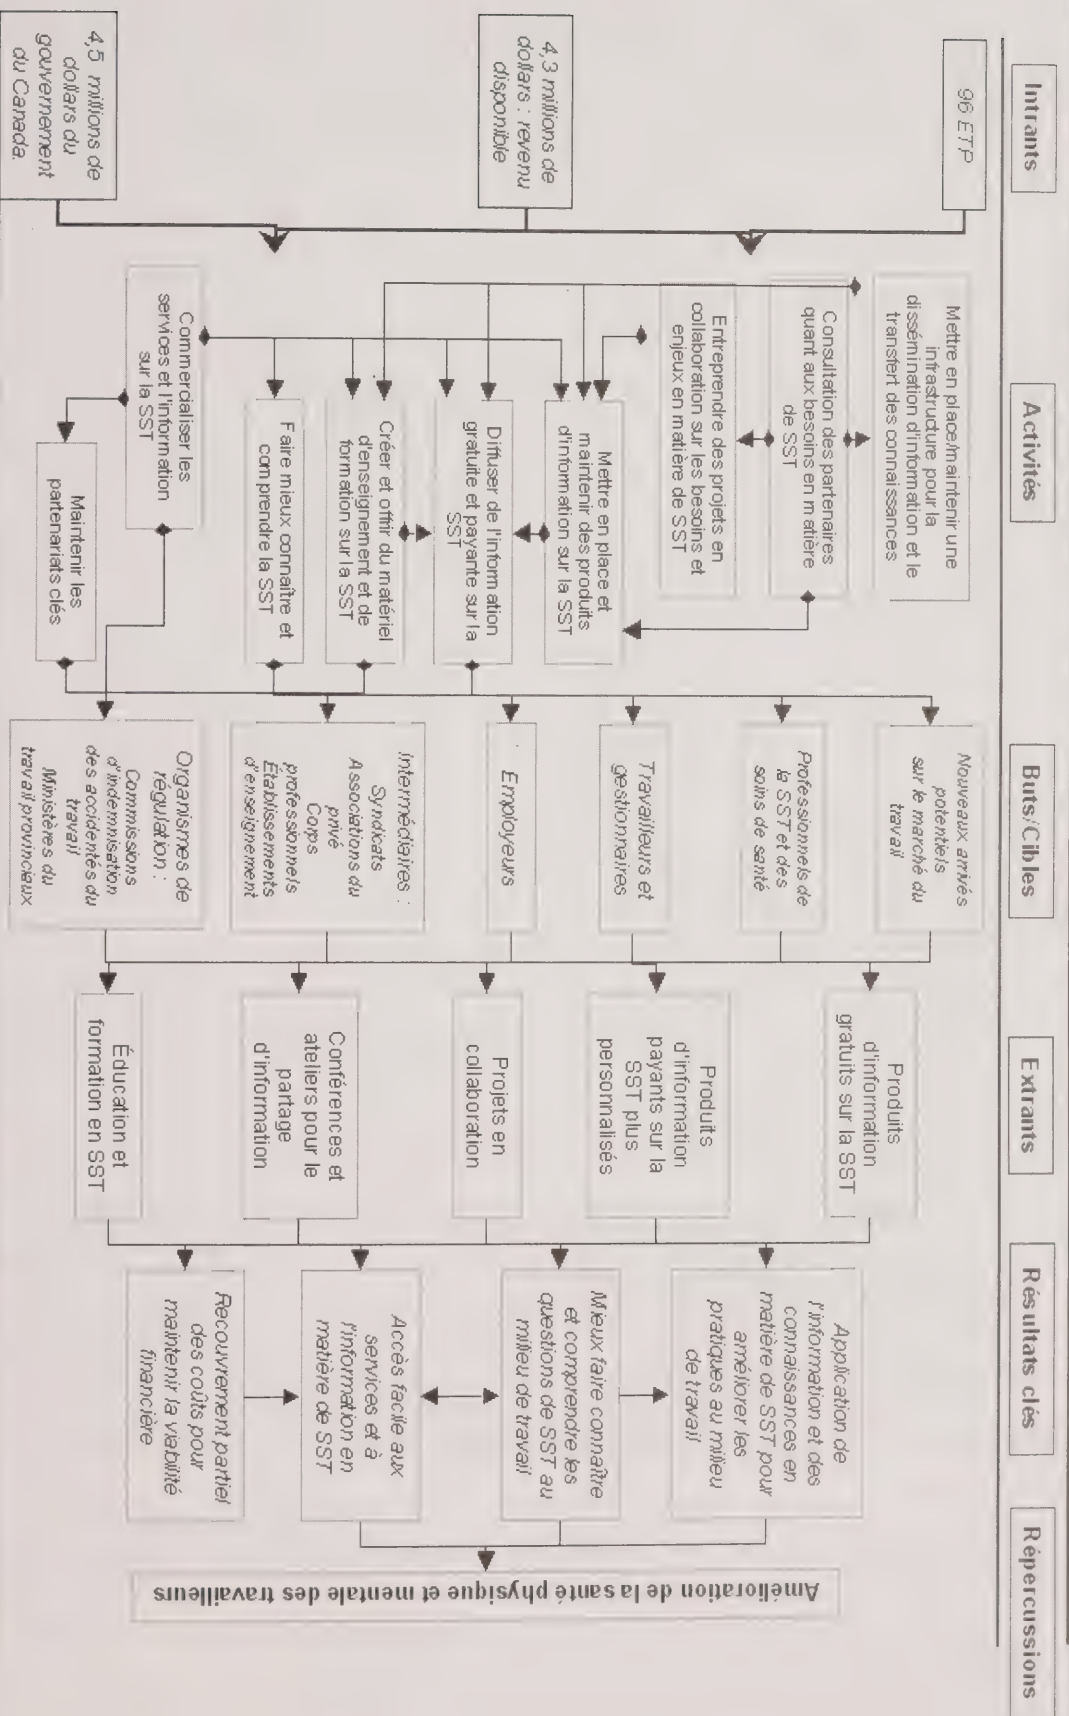 Intrants
Activités
Buts/Cibles
Extrants
Résultats clés
Répercussions
96 ETP
4,3 millions de
dollars : revenu
disponible
4,5 millions de
dollars du
gouvernement
du Canada.
Mettre en place/maintenir une
infrastructure pour la
dissémination d'information et le
transfert des connaissances
Consultation des partenaires
quant aux besoins en matière
de SST
Entreprendre des projets en
collaboration sur les besoins et
enjeux en matière de SST
Mettre en place et
maintenir des produits
d'information sur la SST
Diffuser de l'information
gratuite et payante sur la
SST
Créer et offrir du matériel
d'enseignement et de
formation sur la SST
Faire mieux connaître et
comprendre la SST
Commercialiser les
services et l'information
sur la SST
Maintenir les
partenariats clés
Nouveaux arrivés
potentiels
sur le marché du
travail
Professionnels de
la SST et des
soins de santé
Travailleurs et
gestionnaires
Employeurs
Intermédiaires :
Syndicats
Associations du
privé
Corps
professionnels
Établissements
d'enseignement
Organismes de
régulation :
Commissions
d'indemnisation
des accidentés du
travail
Ministères du
travail provinciaux
Produits
d'information
gratuits sur la SST
Produits
d'information
payants sur la
SST plus
personnalisés
Projets en
collaboration
Conférences et
ateliers pour le
partage
d'information
Éducation et
formation en SST
Application de
l'information et des
connaissances en
matière de SST pour
améliorer les
pratiques au milieu
de travail
Mieux faire connaître
et comprendre les
questions de SST au
milieu de travail
Accès facile aux
services et à
l'information en
matière de SST
Recouvrement partiel
des coûts pour
maintenir la viabilité
financière
Amélioration de la santé physique et mentale des travailleurs